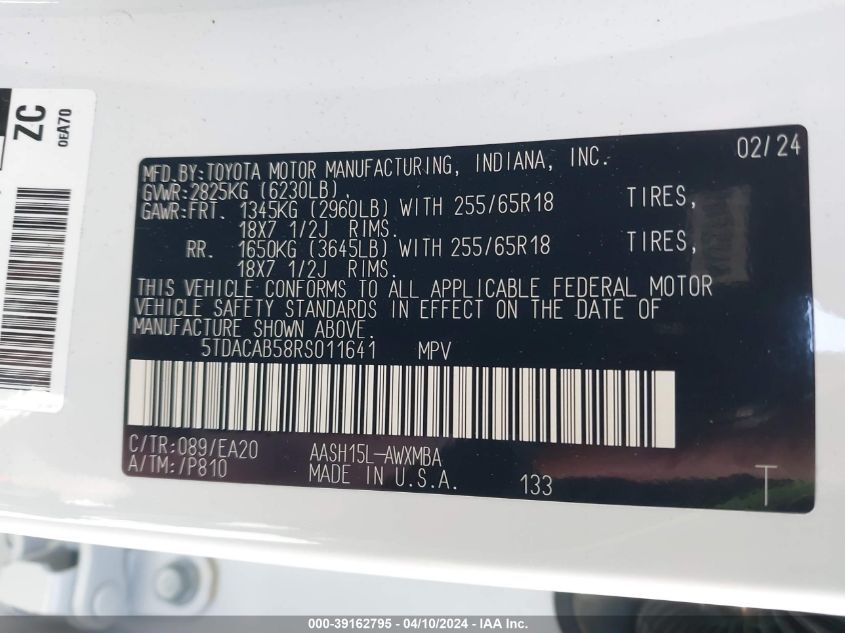 ZC
0EA70
02/24
MFD.BY:TOYOTA MOTOR MANUFACTURING, INDIANA, INC.
GVWR:2825KG (6230LB),
GAWR:FRT. 1345KG (2960LB) WITH 255/65R18 TIRES,
18X7 1/2J RIMS.
RR. 1650KG (3645LB) WITH 255/65R18 TIRES,
18X7 1/2J RIMS.
THIS VEHICLE CONFORMS TO ALL APPLICABLE FEDERAL MOTOR
VEHICLE SAFETY STANDARDS IN EFFECT ON THE DATE OF
MANUFACTURE SHOWN ABOVE.
5TDACAB58RS011641 MPV
C/TR:089/EA20 AASH15L-AWXMBA
A/TM:/P810 MADE IN U.S.A. 133 T
000-39162795 - 04/10/2024 - IAA Inc.